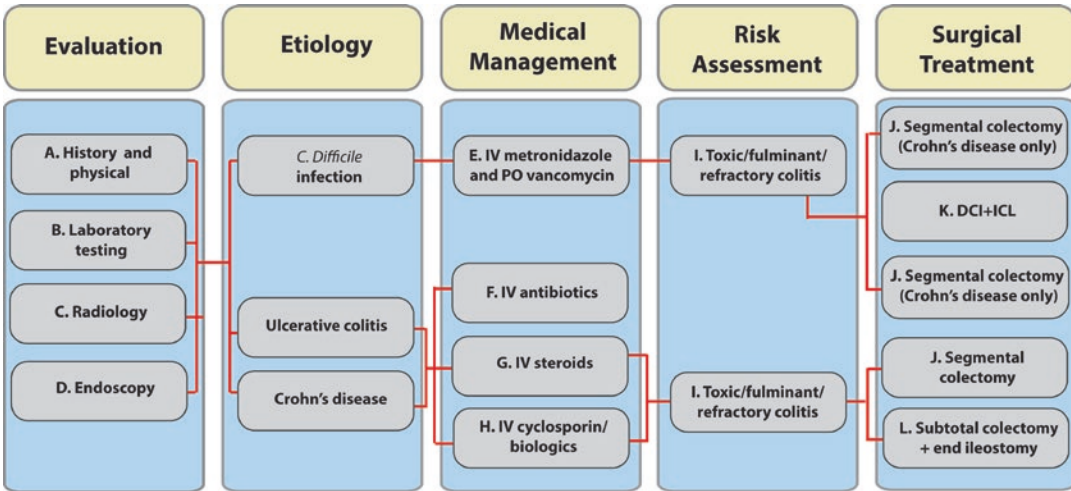 Evaluation
Etiology
Medical
Management
Risk
Assessment
Surgical
Treatment
A. History and
physical
B. Laboratory
testing
C. Radiology
D. Endoscopy
C. Difficile
infection
Ulcerative colitis
Crohn's disease
E. IV metronidazole
and PO vancomycin
F. IV antibiotics
G. IV steroids
H. IV cyclosporin/
biologics
I. Toxic/fulminant/
refractory colitis
I. Toxic/fulminant/
refractory colitis
J. Segmental colectomy
(Crohn's disease only)
K. DCI+ICL
J. Segmental colectomy
(Crohn's disease only)
J. Segmental
colectomy
L. Subtotal colectomy
+ end ileostomy